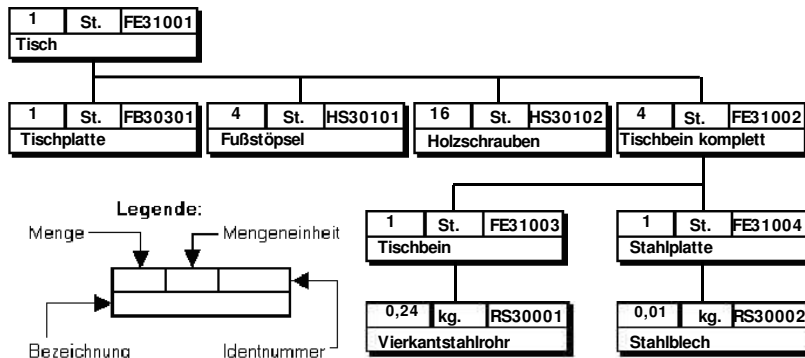 1 St. FE31001
Tisch
1 St. FB30301
Tischplatte
4 St. HS30101
Fußstöpsel
16 St. HS30102
Holzschrauben
4 St. FE31002
Tischbein komplett
Legende:
Menge
Mengeneinheit
Bezeichnung
Identnummer
1 St. FE31003
Tischbein
1 St. FE31004
Stahlplatte
0,24 kg. RS30001
Vierkantstahlrohr
0,01 kg. RS30002
Stahlblech